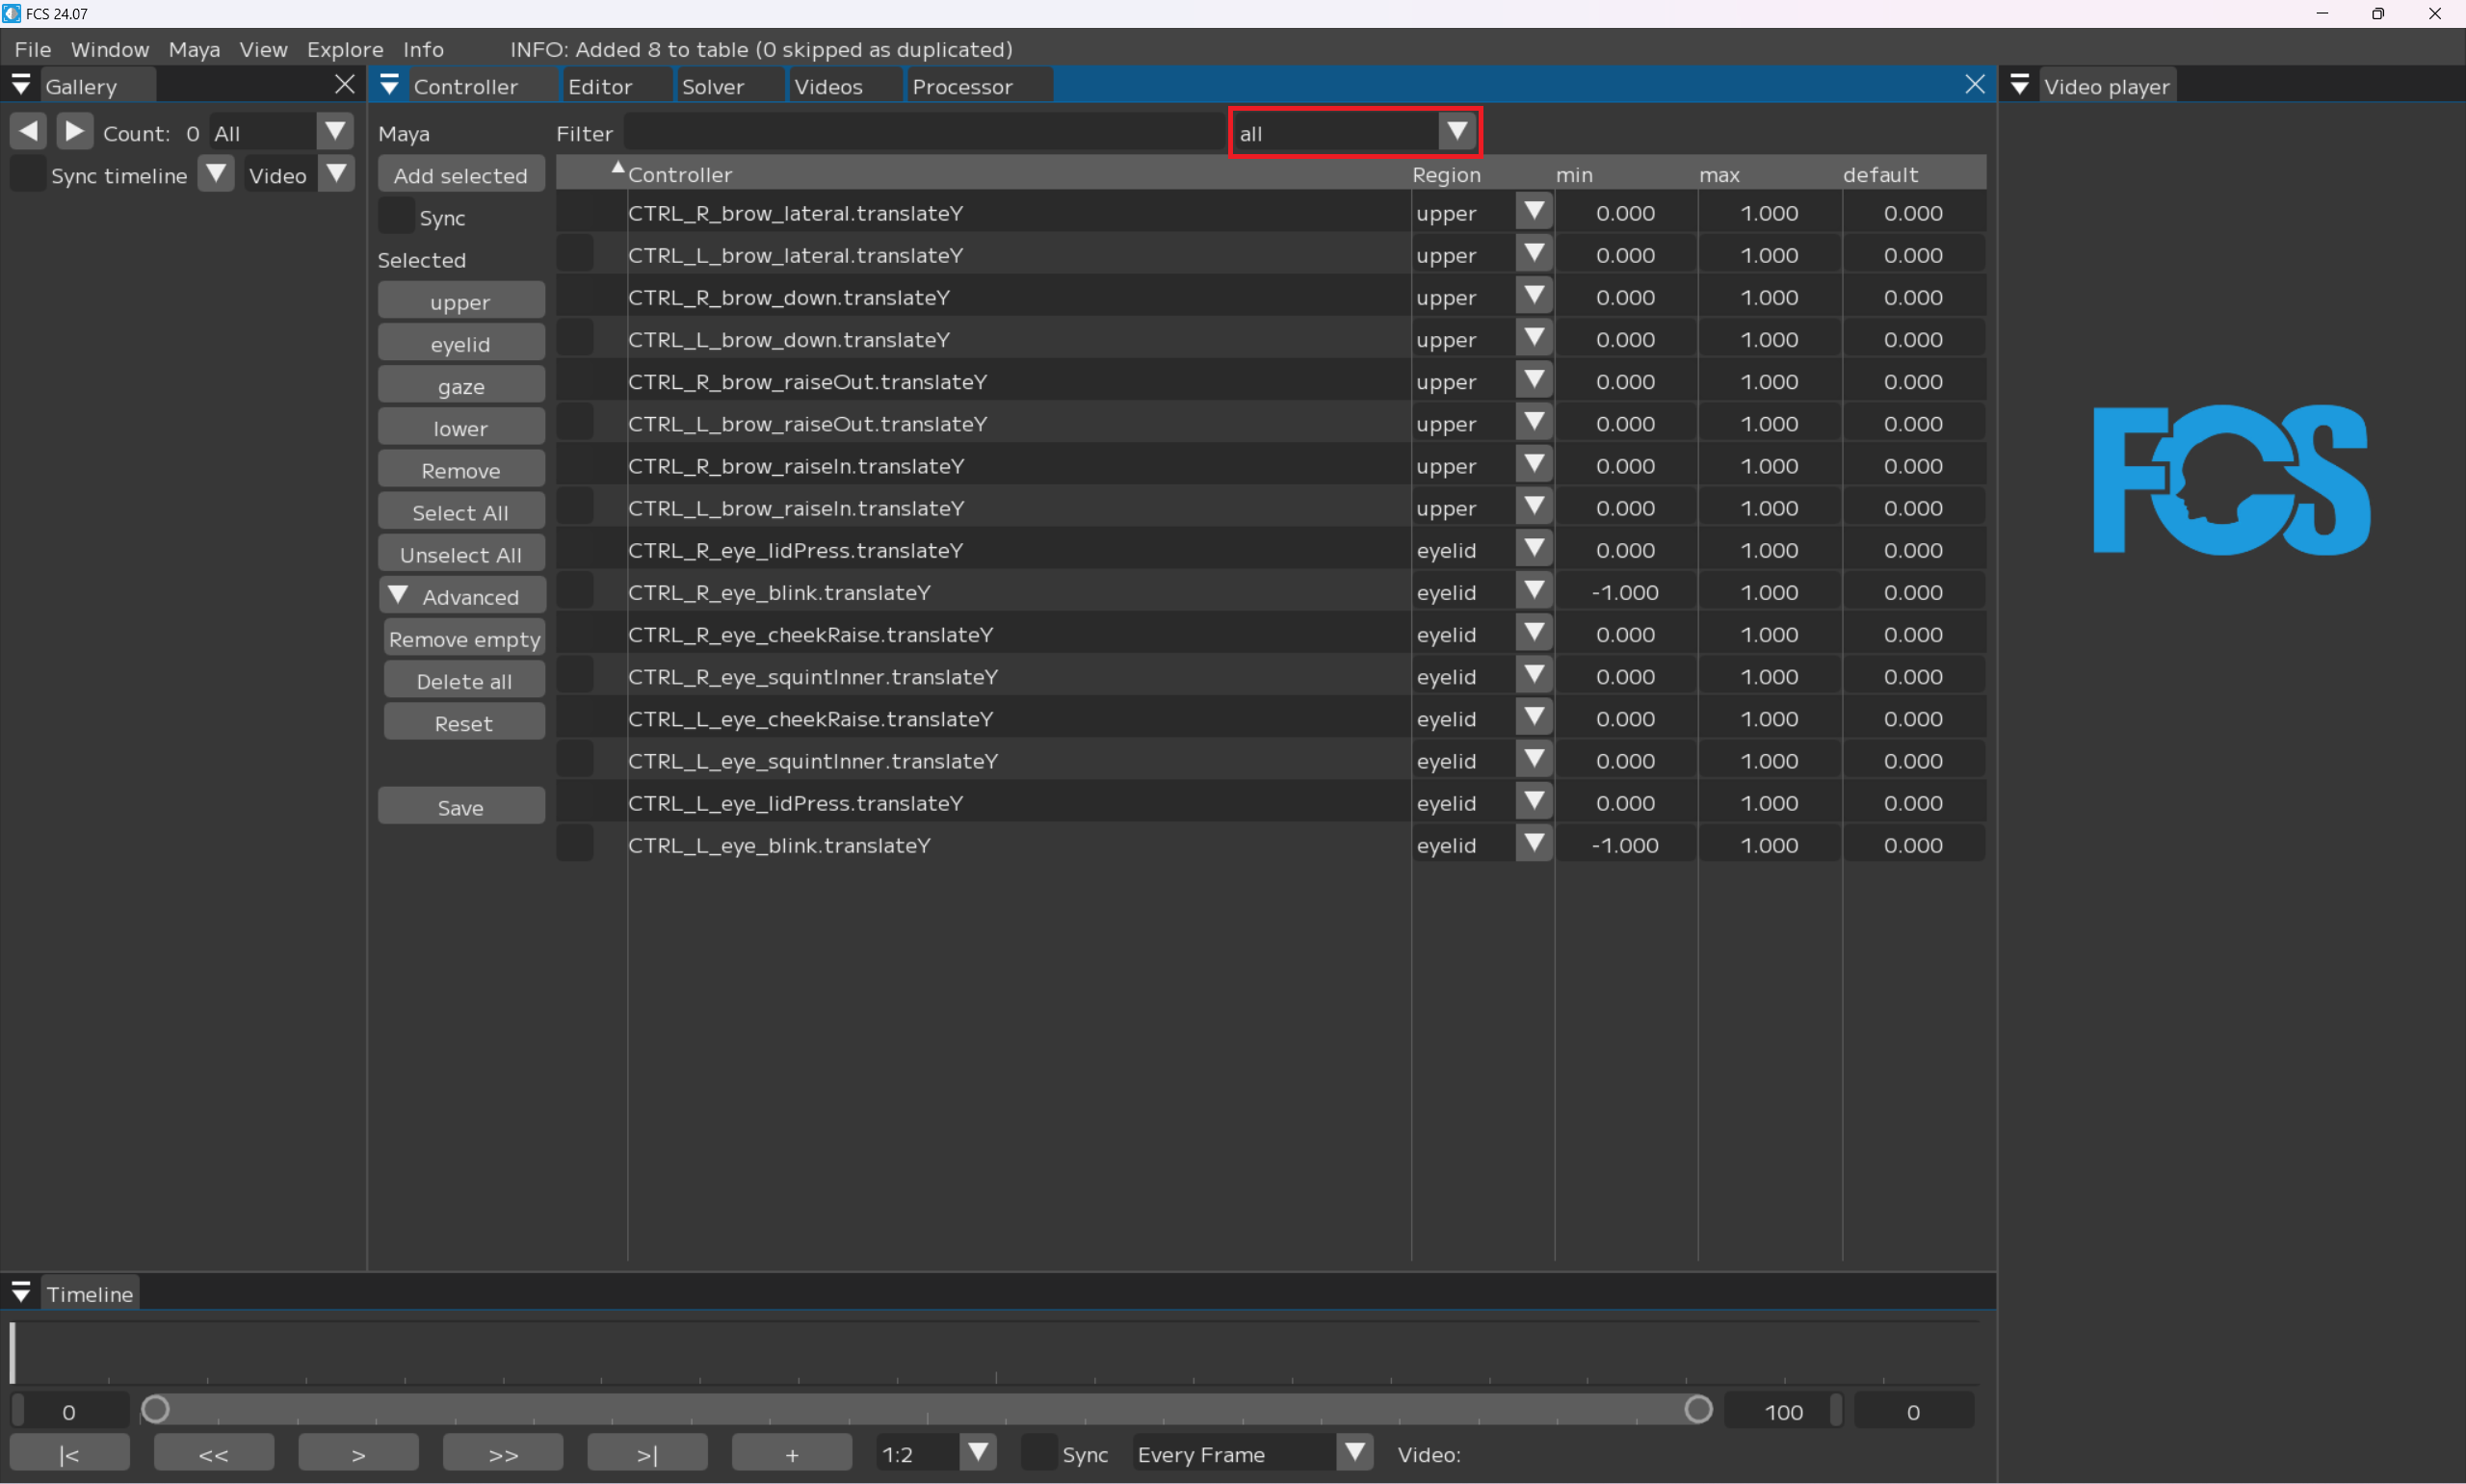 FCS 24.07
File Window Maya View Explore Info INFO: Added 8 to table (0 skipped as duplicated)
Gallery
Controller Editor Solver Videos Processor
Video player
Count: 0 All
Sync timeline Video
Maya
Add selected
Sync
Selected
upper
eyelid
gaze
lower
Remove
Select All
Unselect All
Advanced
Remove empty
Delete all
Reset
Save
Filter all
Controller Region min max default
CTRL_R_brow_lateral.translateY upper 0.000 1.000 0.000
CTRL_L_brow_lateral.translateY upper 0.000 1.000 0.000
CTRL_R_brow_down.translateY upper 0.000 1.000 0.000
CTRL_L_brow_down.translateY upper 0.000 1.000 0.000
CTRL_R_brow_raiseOut.translateY upper 0.000 1.000 0.000
CTRL_L_brow_raiseOut.translateY upper 0.000 1.000 0.000
CTRL_R_brow_raiseIn.translateY upper 0.000 1.000 0.000
CTRL_L_brow_raiseIn.translateY upper 0.000 1.000 0.000
CTRL_R_eye_lidPress.translateY eyelid 0.000 1.000 0.000
CTRL_R_eye_blink.translateY eyelid -1.000 1.000 0.000
CTRL_R_eye_cheekRaise.translateY eyelid 0.000 1.000 0.000
CTRL_R_eye_squintInner.translateY eyelid 0.000 1.000 0.000
CTRL_L_eye_cheekRaise.translateY eyelid 0.000 1.000 0.000
CTRL_L_eye_squintInner.translateY eyelid 0.000 1.000 0.000
CTRL_L_eye_lidPress.translateY eyelid 0.000 1.000 0.000
CTRL_L_eye_blink.translateY eyelid -1.000 1.000 0.000
FCS
Timeline
0 100 0
|< << > >> >| + 1:2 Sync Every Frame Video: